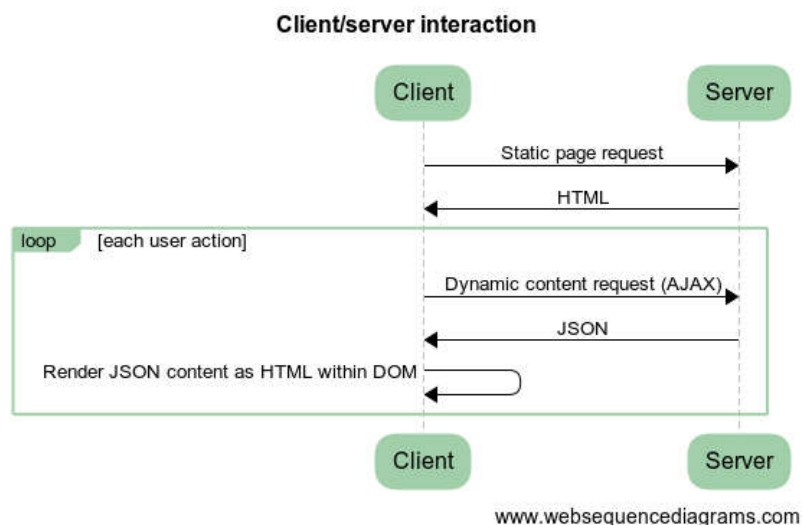 Client/server interaction
Client Server
Static page request
HTML
loop [each user action]
Dynamic content request (AJAX)
JSON
Render JSON content as HTML within DOM
Client Server
www.websequencediagrams.com